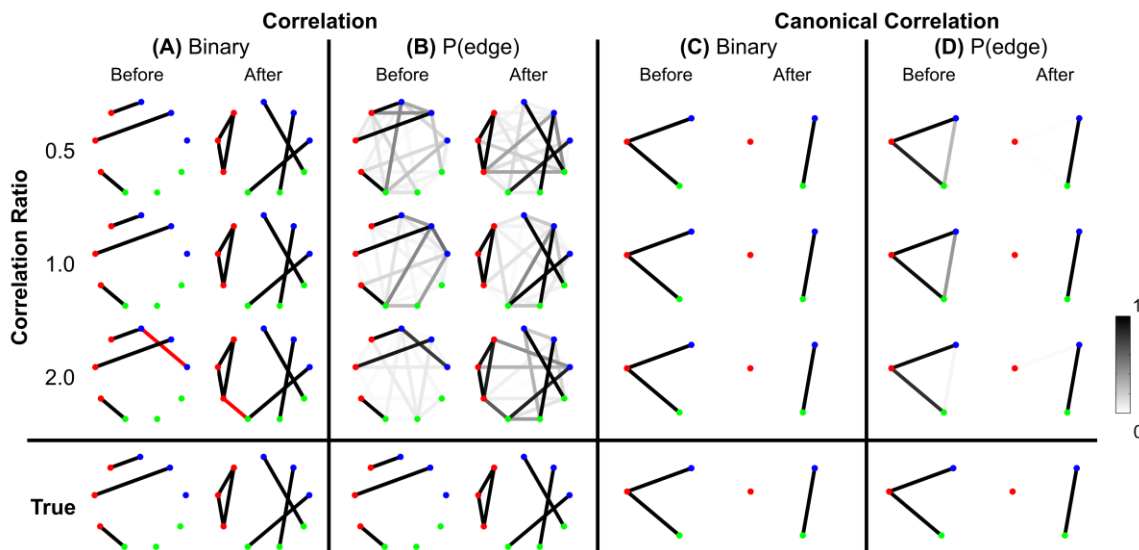 Correlation
Canonical Correlation
(A) Binary
(B) P(edge)
(C) Binary
(D) P(edge)
Before
After
Before
After
Before
After
Before
After
Correlation Ratio
0.5
1.0
2.0
True
1
0